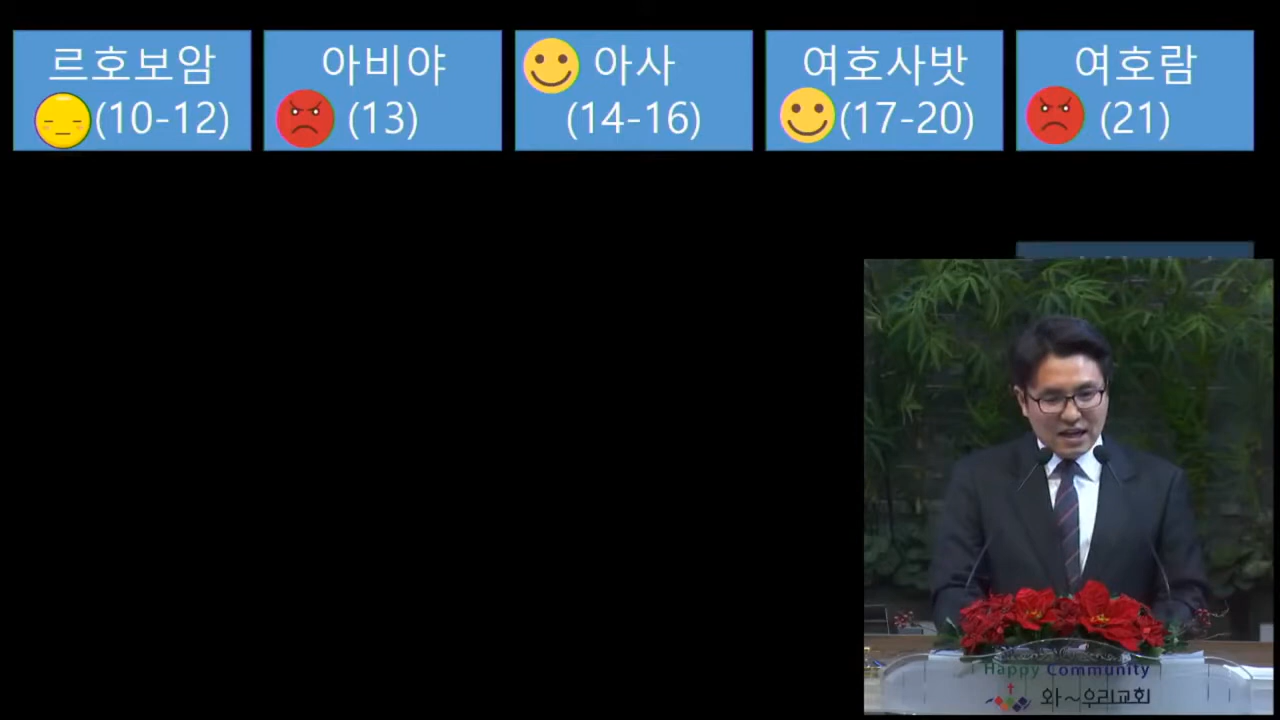 르호보암
(10-12)
아비야
(13)
아사
(14-16)
여호사밧
(17-20)
여호람
(21)
Happy Community
와~우리교회